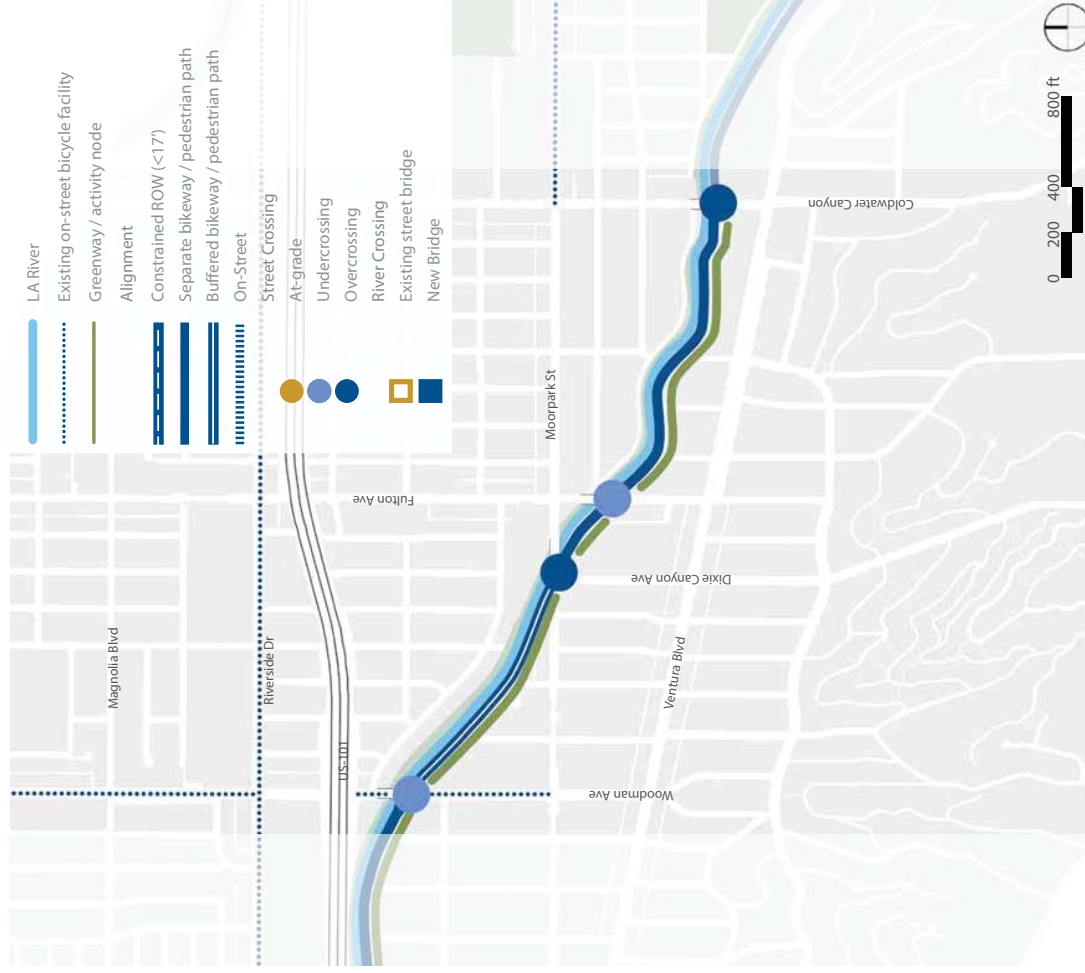 LA River
Existing on-street bicycle facility
Greenway / activity node
Alignment
Constrained ROW (<17')
Separate bikeway / pedestrian path
Buffered bikeway / pedestrian path
On-Street
Street Crossing
At-grade
Undercrossing
Overcrossing
River Crossing
Existing street bridge
New Bridge
Magnolia Blvd
Riverside Dr
US-101
Fulton Ave
Moorpark St
Woodman Ave
Dixie Canyon Ave
Ventura Blvd
Coldwater Canyon
0 200 400 800 ft